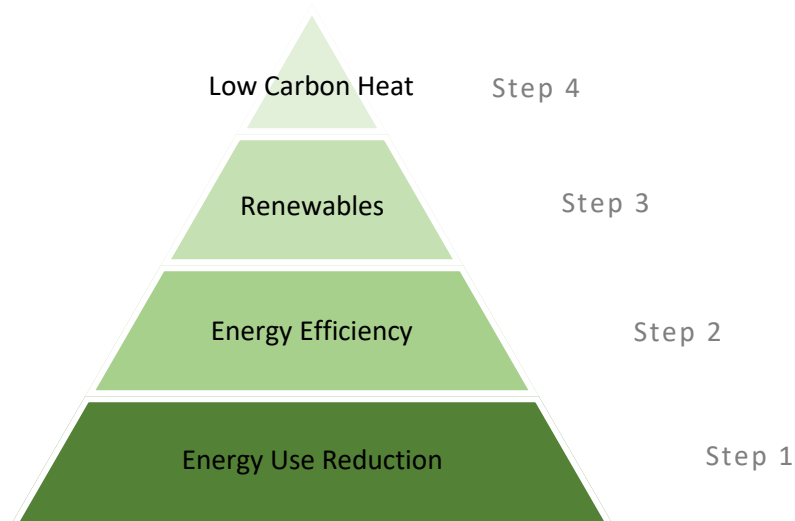 Low Carbon Heat Step 4
Renewables Step 3
Energy Efficiency Step 2
Energy Use Reduction Step 1